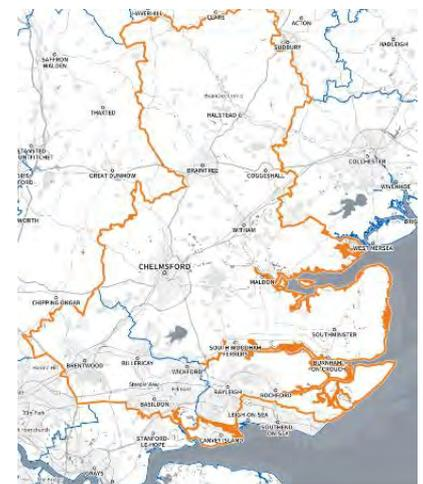 HAVERHILL
CLARE
ACTON
SUDBURY
HADLEIGH
SAFFRON
WALDEN
THAXTED
HALSTEAD
COLCHESTER
STANSTED
GREAT DUNMOW
BRAINTREE
COGGESHALL
WIVENHOE
WITHAM
WEST MERSEA
CHELMSFORD
MALDON
CHIPPING ONGAR
SOUTHMINSTER
SOUTH WOODHAM
FERRERS
BURNHAM-
ON-CROUCH
BRENTWOOD
BILLERICAY
WICKFORD
RAYLEIGH
ROCHFORD
BASILDON
LEIGH-ON-SEA
SOUTHEND-
ON-SEA
STANFORD-
LE-HOPE
CANVEY ISLAND
GRAYS